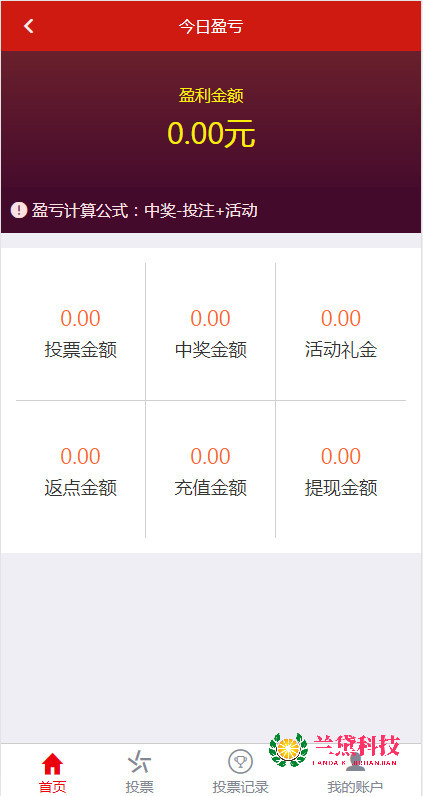 今日盈亏
盈利金额
0.00元
盈亏计算公式：中奖-投注+活动
0.00 0.00 0.00
投票金额 中奖金额 活动礼金
0.00 0.00 0.00
返点金额 充值金额 提现金额
兰黛科技
首页 投票 投票记录 我的账户